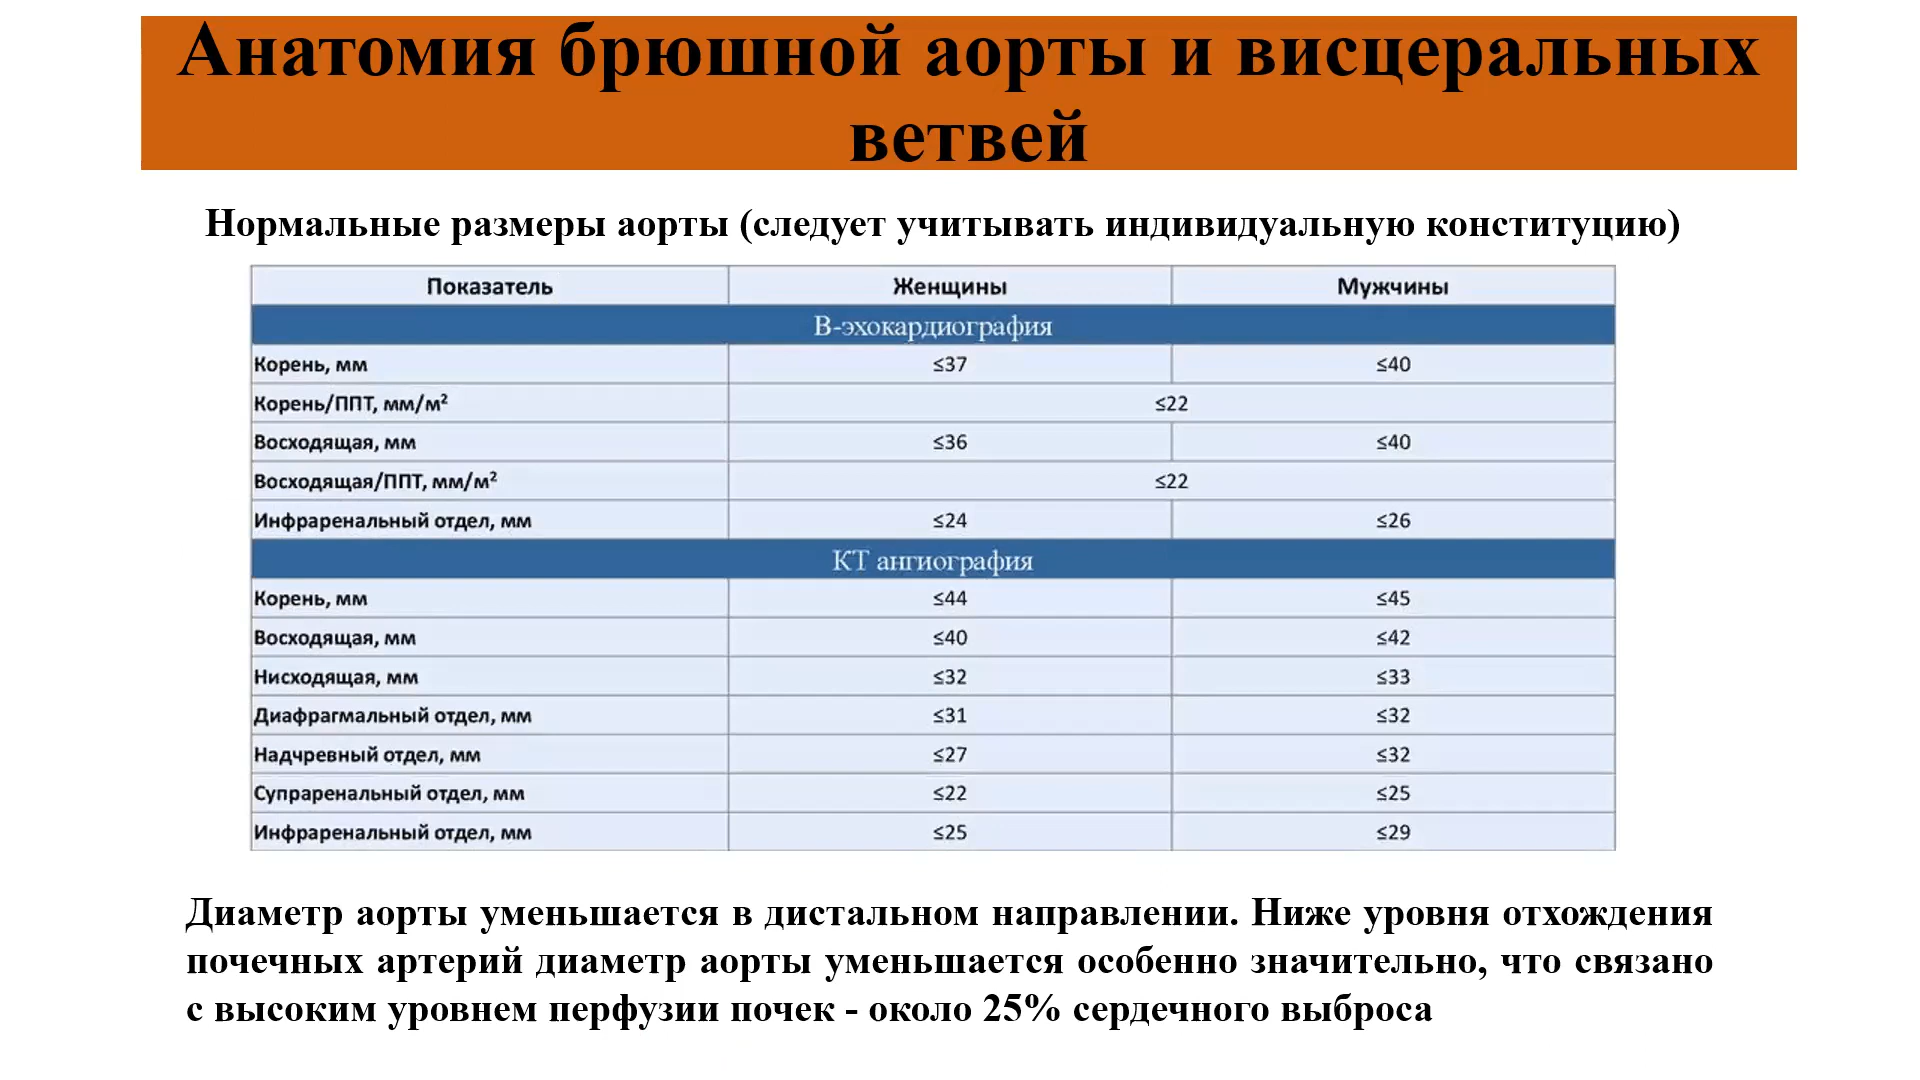 Анатомия брюшной аорты и висцеральных
ветвей
Нормальные размеры аорты (следует учитывать индивидуальную конституцию)
Показатель Женщины Мужчины
В-эхокардиография
Корень, мм ≤37 ≤40
Корень/ППТ, мм/м² ≤22
Восходящая, мм ≤36 ≤40
Восходящая/ППТ, мм/м² ≤22
Инфраренальный отдел, мм ≤24 ≤26
КТ ангиография
Корень, мм ≤44 ≤45
Восходящая, мм ≤40 ≤42
Нисходящая, мм ≤32 ≤33
Диафрагмальный отдел, мм ≤31 ≤32
Надчревный отдел, мм ≤27 ≤32
Супраренальный отдел, мм ≤22 ≤25
Инфраренальный отдел, мм ≤25 ≤29
Диаметр аорты уменьшается в дистальном направлении. Ниже уровня отхождения
почечных артерий диаметр аорты уменьшается особенно значительно, что связано
с высоким уровнем перфузии почек - около 25% сердечного выброса